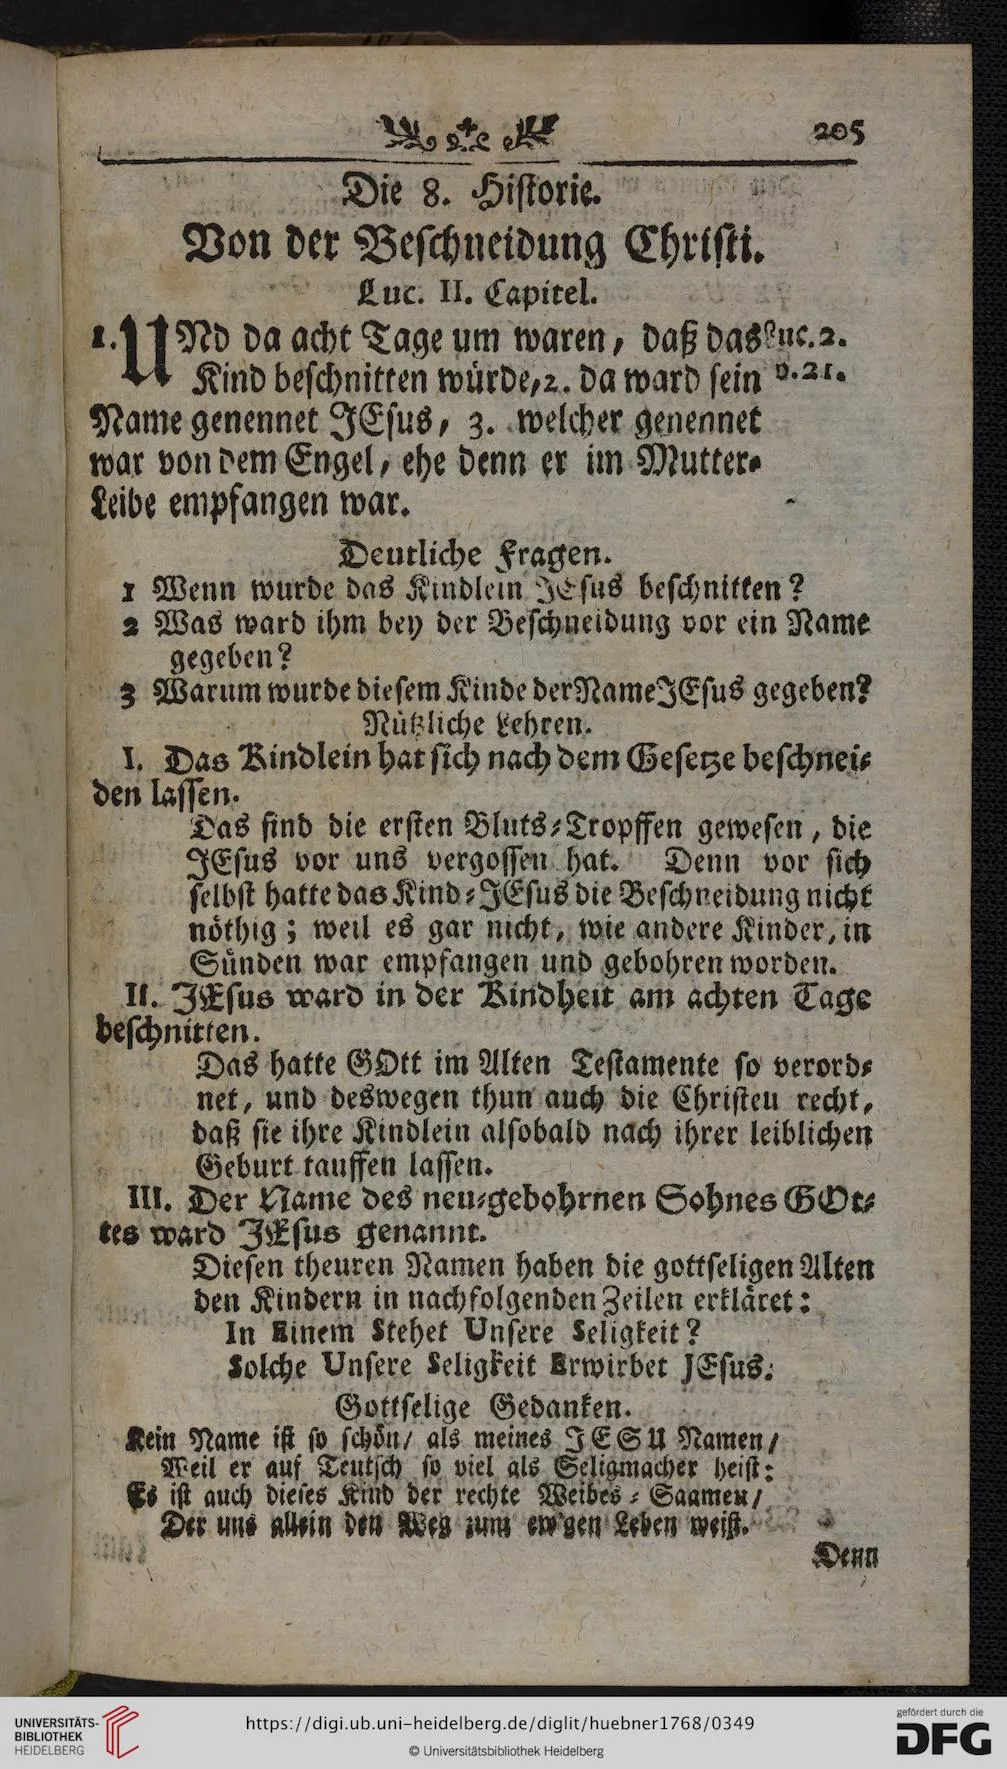 205
Die 8. Historie.
Von der Beschneidung Christi.
Luc. II. Capitel.
1. UNd da acht Tage um waren, daß das Luc. 2.
Kind beschnitten würde, 2. da ward sein v. 21.
Name genennet JEsus, 3. welcher genennet
war von dem Engel, ehe denn er im Mutter-
Leibe empfangen war.
Deutliche Fragen.
1 Wenn wurde das Kindlein JEsus beschnitten?
2 Was ward ihm bey der Beschneidung vor ein Name
gegeben?
3 Warum wurde diesem Kinde der Name JEsus gegeben?
Nützliche Lehren.
I. Das Kindlein hat sich nach dem Gesetze beschnei-
den lassen.
Das sind die ersten Bluts-Tropffen gewesen, die
JEsus vor uns vergossen hat. Denn vor sich
selbst hatte das Kind-JEsus die Beschneidung nicht
nöthig; weil es gar nicht, wie andere Kinder, in
Sünden war empfangen und gebohren worden.
II. JEsus ward in der Kindheit am achten Tage
beschnitten.
Das hatte GOtt im Alten Testamente so verord-
net, und deswegen thun auch die Christen recht,
daß sie ihre Kindlein alsobald nach ihrer leiblichen
Geburt tauffen lassen.
III. Der Name des neu-gebohrnen Sohnes GOt-
tes ward JEsus genannt.
Diesen theuren Namen haben die gottseligen Alten
den Kindern in nachfolgenden Zeilen erkläret:
In Einem Stehet Unsere Seligkeit?
Solche Unsere Seligkeit Erwirbet JEsus.
Gottselige Gedanken.
Kein Name ist so schön/ als meines JESU Namen/
Weil er auf Teutsch so viel als Seligmacher heist:
Es ist auch dieses Kind der rechte Weibes-Saamen/
Der uns allein den Weg zum ew'gen Leben weist.
Denn
UNIVERSITÄTS-
BIBLIOTHEK
HEIDELBERG
https://digi.ub.uni-heidelberg.de/diglit/huebner1768/0349
© Universitätsbibliothek Heidelberg
gefördert durch die
DFG